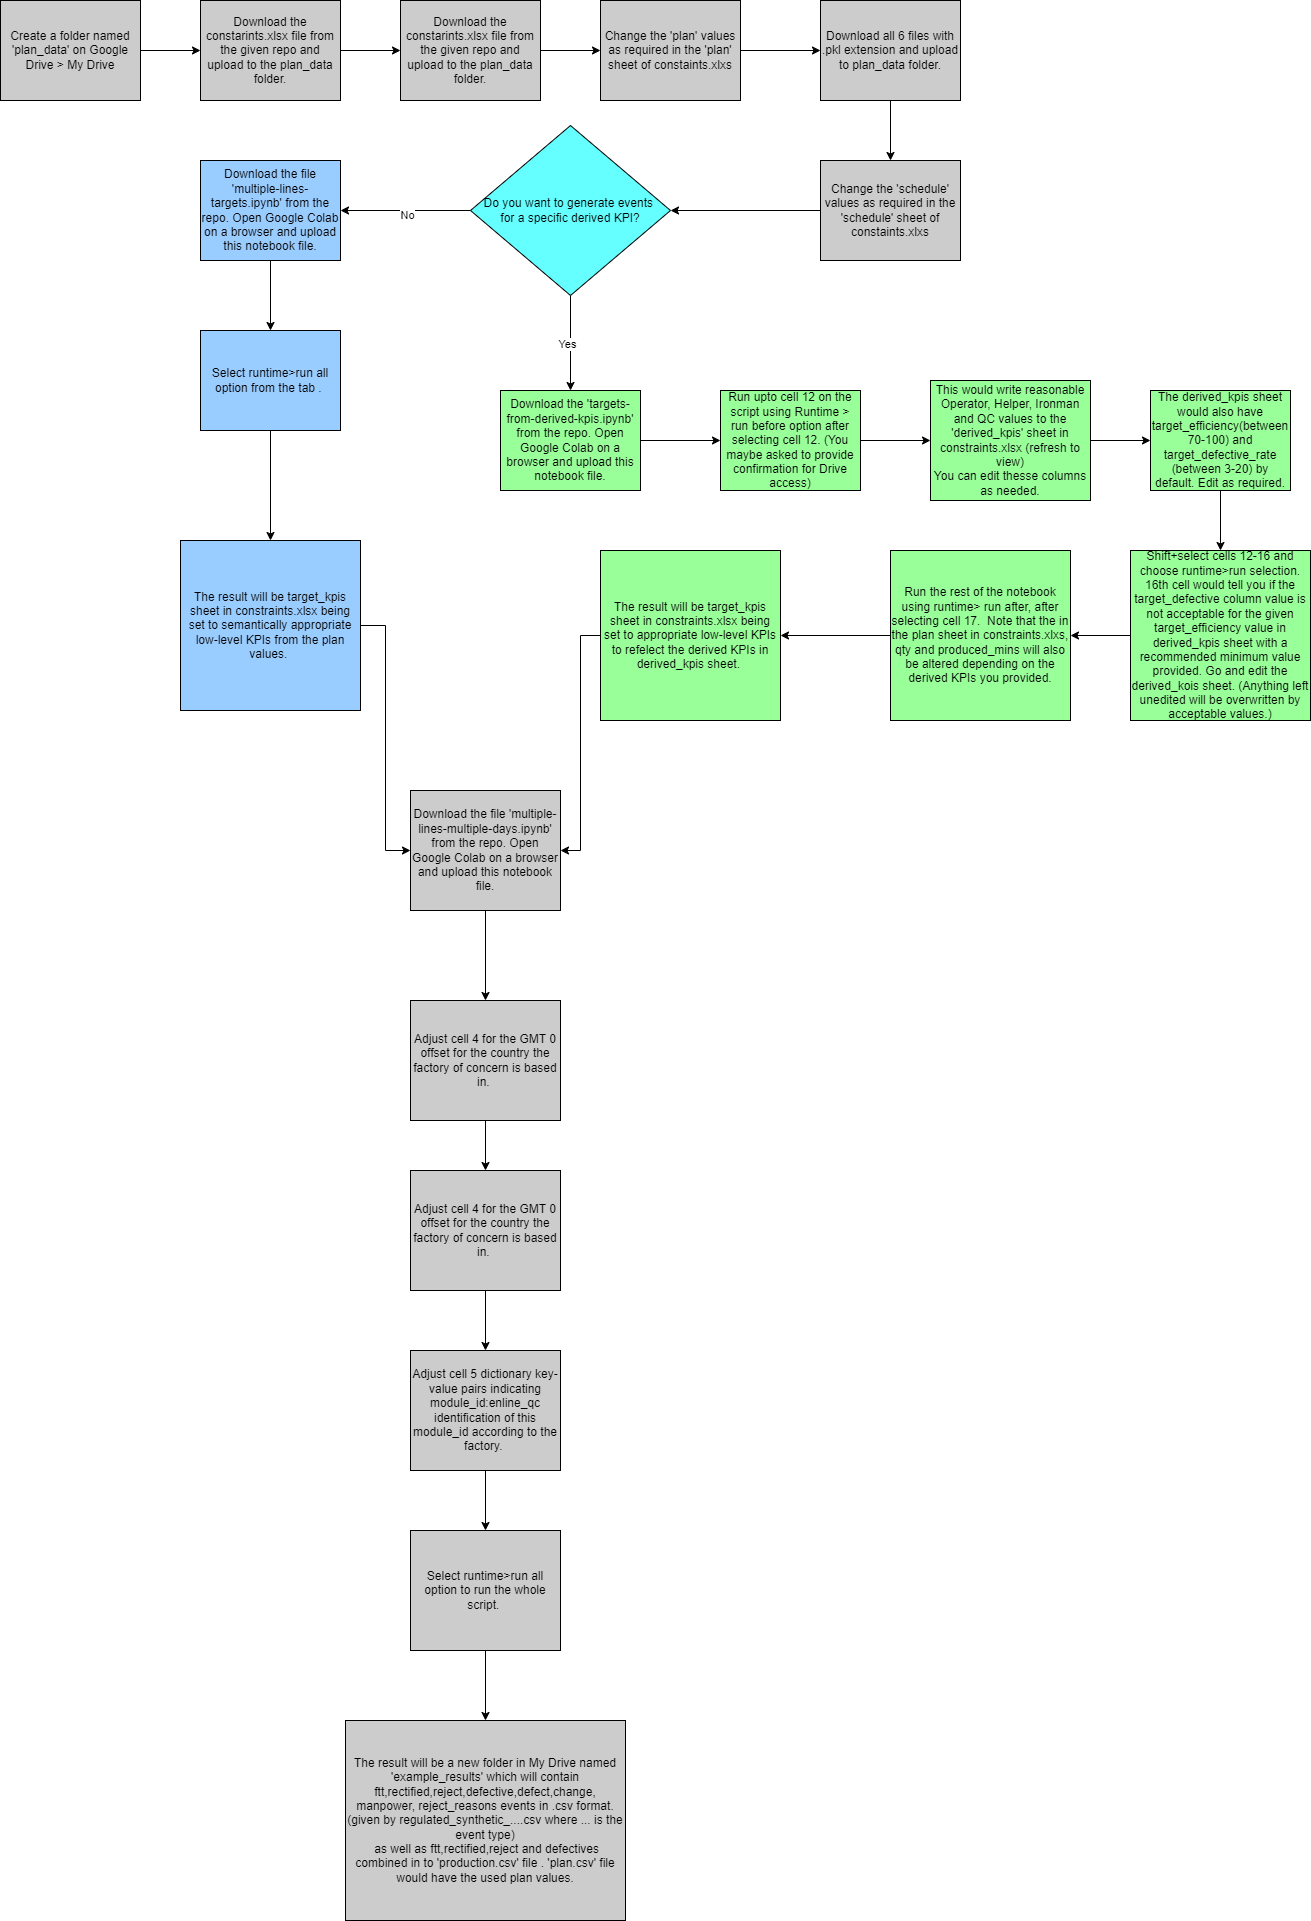 Create a folder named
'plan_data' on Google
Drive > My Drive
Download the
constarints.xlsx file from
the given repo and
upload to the plan_data
folder.
Download the
constarints.xlsx file from
the given repo and
upload to the plan_data
folder.
Change the 'plan' values
as required in the 'plan'
sheet of constaints.xlxs
Download all 6 files with
.pkl extension and upload
to plan_data folder.
Change the 'schedule'
values as required in the
'schedule' sheet of
constaints.xlxs
Do you want to generate events
for a specific derived KPI?
No
Download the file
'multiple-lines-
targets.ipynb' from the
repo. Open Google Colab
on a browser and upload
this notebook file.
Select runtime>run all
option from the tab .
The result will be target_kpis
sheet in constraints.xlsx being
set to semantically appropriate
low-level KPIs from the plan
values.
Yes
Download the 'targets-
from-derived-kpis.ipynb'
from the repo. Open
Google Colab on a
browser and upload this
notebook file.
Run upto cell 12 on the
script using Runtime >
run before option after
selecting cell 12. (You
maybe asked to provide
confirmation for Drive
access)
This would write reasonable
Operator, Helper, Ironman
and QC values to the
'derived_kpis' sheet in
constraints.xlsx (refresh to
view)
You can edit thesse columns
as needed.
The derived_kpis sheet
would also have
target_efficiency(between
70-100) and
target_defective_rate
(between 3-20) by
default. Edit as required.
Shift+select cells 12-16 and
choose runtime>run selection.
16th cell would tell you if the
target_defective column value is
not acceptable for the given
target_efficiency value in
derived_kpis sheet with a
recommended minimum value
provided. Go and edit the
derived_kois sheet. (Anything left
unedited will be overwritten by
acceptable values.)
Run the rest of the notebook
using runtime> run after, after
selecting cell 17.  Note that the in
the plan sheet in constraints.xlxs,
qty and produced_mins will also
be altered depending on the
derived KPIs you provided.
The result will be target_kpis
sheet in constraints.xlsx being
set to appropriate low-level KPIs
to refelect the derived KPIs in
derived_kpis sheet.
Download the file 'multiple-
lines-multiple-days.ipynb'
from the repo. Open
Google Colab on a browser
and upload this notebook
file.
Adjust cell 4 for the GMT 0
offset for the country the
factory of concern is based
in.
Adjust cell 4 for the GMT 0
offset for the country the
factory of concern is based
in.
Adjust cell 5 dictionary key-
value pairs indicating
module_id:enline_qc
identification of this
module_id according to the
factory.
Select runtime>run all
option to run the whole
script.
The result will be a new folder in My Drive named
'example_results' which will contain
ftt,rectified,reject,defective,defect,change,
manpower, reject_reasons events in .csv format.
(given by regulated_synthetic_....csv where ... is the
event type)
as well as ftt,rectified,reject and defectives
combined in to 'production.csv' file . 'plan.csv' file
would have the used plan values.